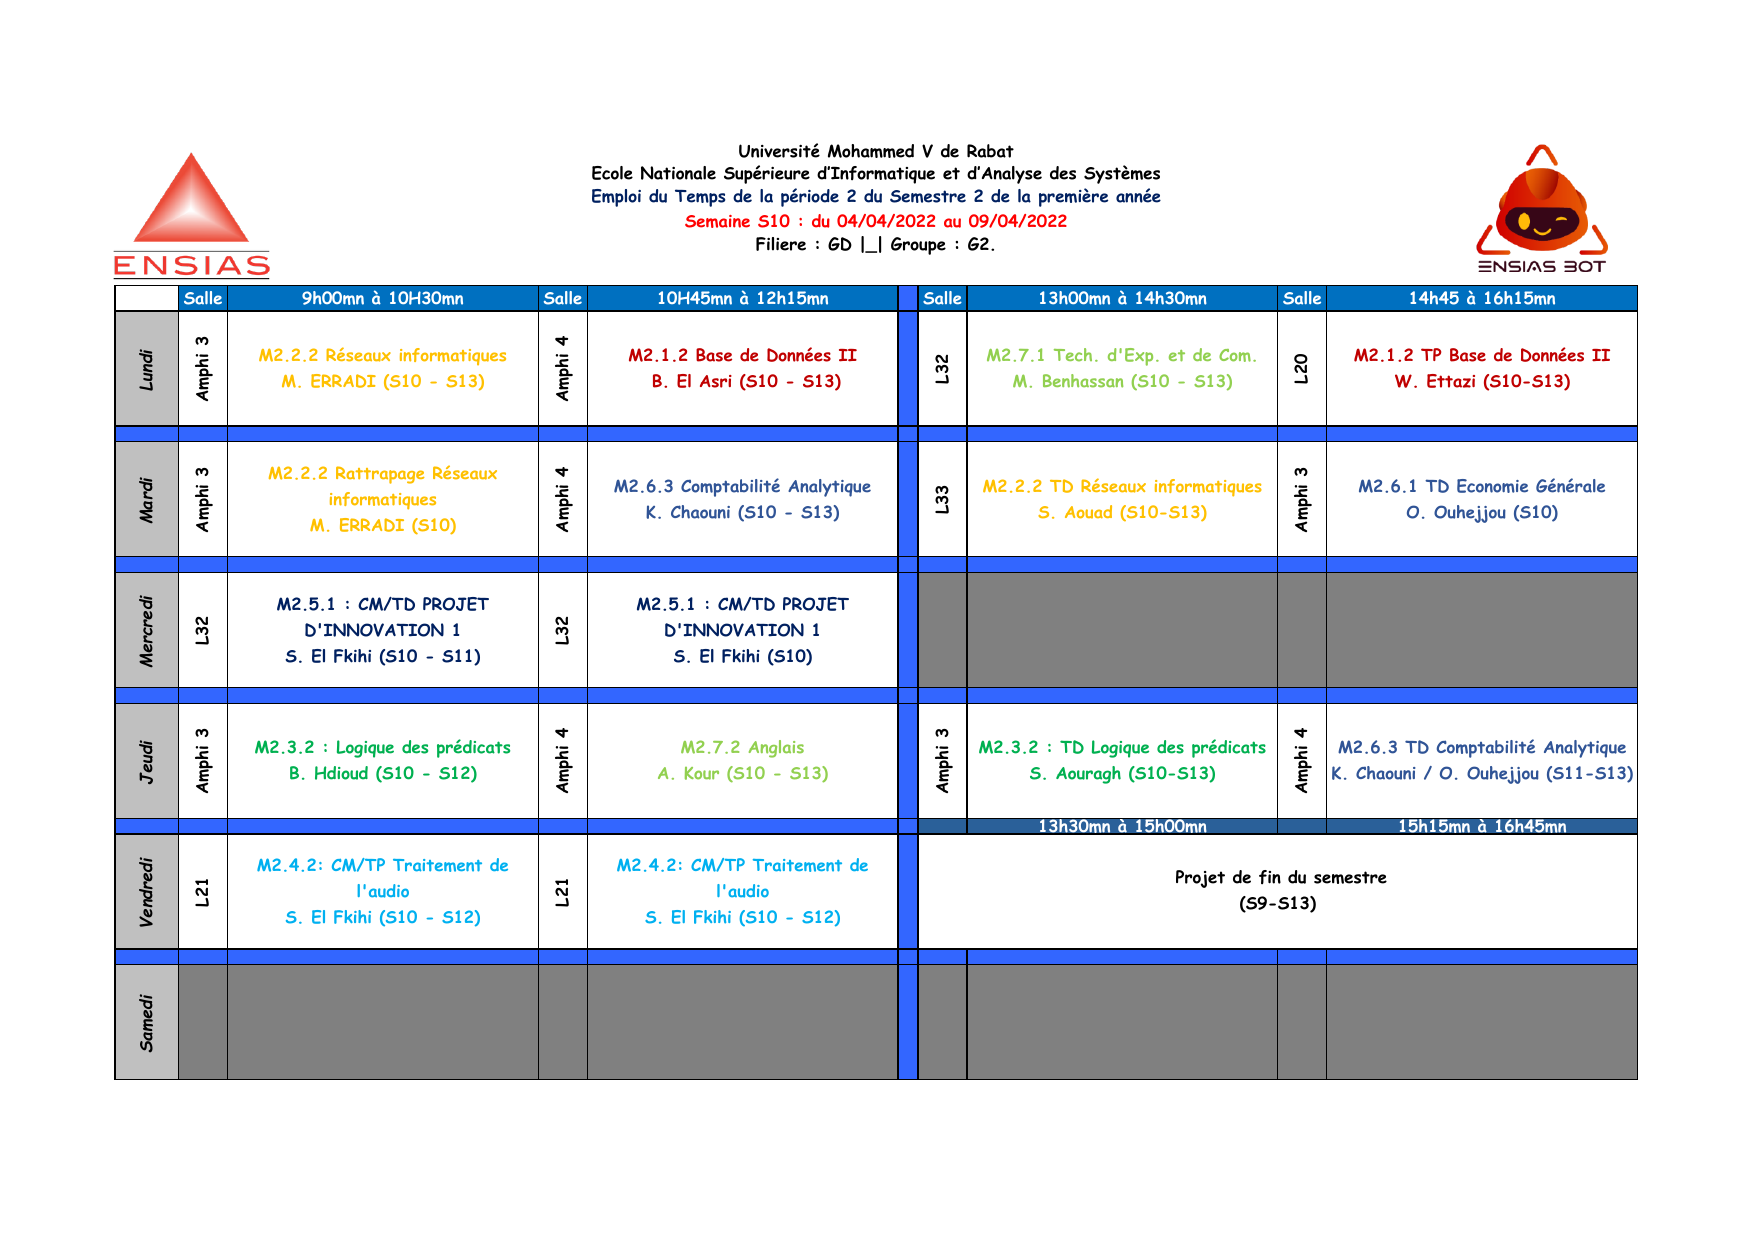 Université Mohammed V de Rabat
Ecole Nationale Supérieure d’Informatique et d’Analyse des Systèmes
Emploi du Temps de la période 2 du Semestre 2 de la première année
Semaine S10 : du 04/04/2022 au 09/04/2022
Filiere : GD |_| Groupe : G2.
ENSIAS
ENSIAS BOT
Salle 9h00mn à 10H30mn Salle 10H45mn à 12h15mn Salle 13h00mn à 14h30mn Salle 14h45 à 16h15mn
Lundi
Amphi 3
M2.2.2 Réseaux informatiques
M. ERRADI (S10 - S13)
Amphi 4
M2.1.2 Base de Données II
B. El Asri (S10 - S13)
L32
M2.7.1 Tech. d'Exp. et de Com.
M. Benhassan (S10 - S13)
L20
M2.1.2 TP Base de Données II
W. Ettazi (S10-S13)
Mardi
Amphi 3
M2.2.2 Rattrapage Réseaux
informatiques
M. ERRADI (S10)
Amphi 4
M2.6.3 Comptabilité Analytique
K. Chaouni (S10 - S13)
L33
M2.2.2 TD Réseaux informatiques
S. Aouad (S10-S13)
Amphi 3
M2.6.1 TD Economie Générale
O. Ouhejjou (S10)
Mercredi
L32
M2.5.1 : CM/TD PROJET
D'INNOVATION 1
S. El Fkihi (S10 - S11)
L32
M2.5.1 : CM/TD PROJET
D'INNOVATION 1
S. El Fkihi (S10)
Jeudi
Amphi 3
M2.3.2 : Logique des prédicats
B. Hdioud (S10 - S12)
Amphi 4
M2.7.2 Anglais
A. Kour (S10 - S13)
Amphi 3
M2.3.2 : TD Logique des prédicats
S. Aouragh (S10-S13)
Amphi 4
M2.6.3 TD Comptabilité Analytique
K. Chaouni / O. Ouhejjou (S11-S13)
13h30mn à 15h00mn 15h15mn à 16h45mn
Vendredi
L21
M2.4.2: CM/TP Traitement de
l'audio
S. El Fkihi (S10 - S12)
L21
M2.4.2: CM/TP Traitement de
l'audio
S. El Fkihi (S10 - S12)
Projet de fin du semestre
(S9-S13)
Samedi